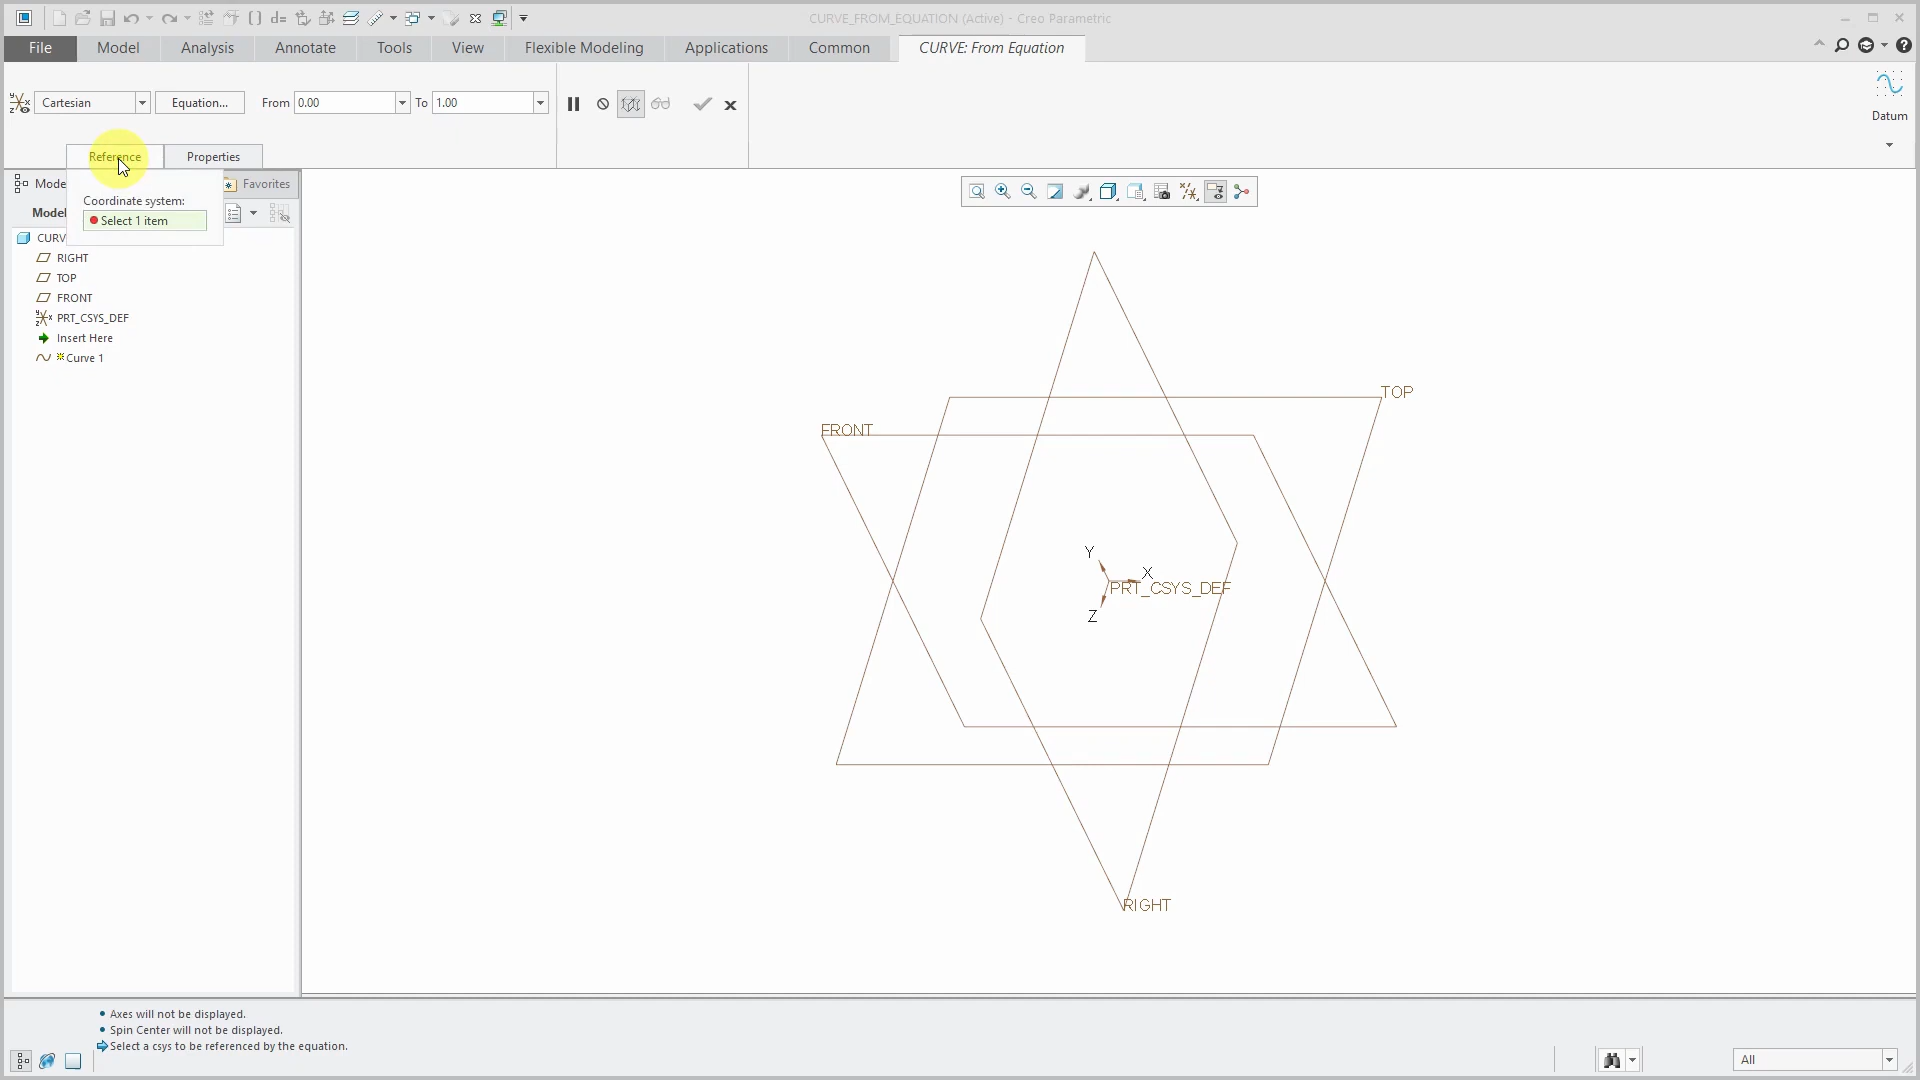 CURVE_FROM_EQUATION (Active) - Creo Parametric
File Model Analysis Annotate Tools View Flexible Modeling Applications Common CURVE: From Equation
Cartesian Equation... From 0.00 To 1.00
Datum
Reference Properties
Mode Favorites
Coordinate system:
Model
Select 1 item
CURV
RIGHT
TOP
FRONT
PRT_CSYS_DEF
Insert Here
Curve 1
TOP
FRONT
Y
X
PRT_CSYS_DEF
Z
RIGHT
Axes will not be displayed.
Spin Center will not be displayed.
Select a csys to be referenced by the equation.
All